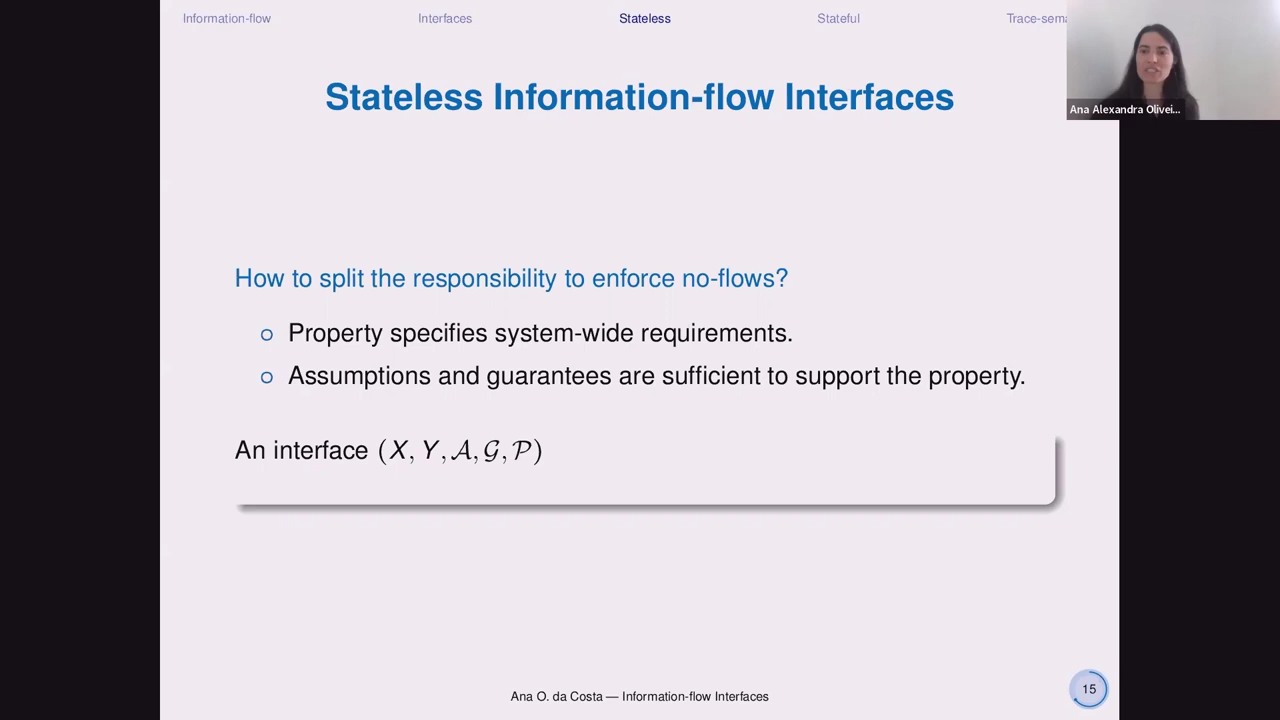 Information-flow
Interfaces
Stateless
Stateful
Trace-sema
Ana Alexandra Olivei...
Stateless Information-flow Interfaces
How to split the responsibility to enforce no-flows?
Property specifies system-wide requirements.
Assumptions and guarantees are sufficient to support the property.
An interface (X, Y, 𝒜, 𝒢, 𝒫)
Ana O. da Costa — Information-flow Interfaces
15